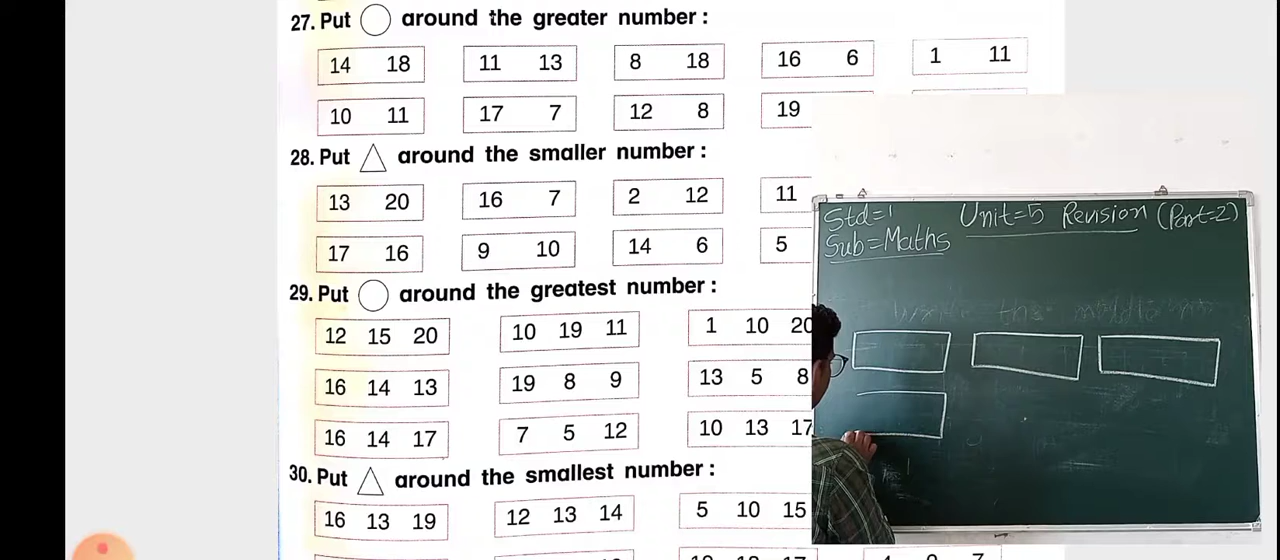 27. Put ◯ around the greater number :
14 18 11 13 8 18 16 6 1 11
10 11 17 7 12 8 19
28. Put △ around the smaller number :
13 20 16 7 2 12 11
17 16 9 10 14 6 5
29. Put ◯ around the greatest number :
12 15 20 10 19 11 1 10 20
16 14 13 19 8 9 13 5 8
16 14 17 7 5 12 10 13 17
30. Put △ around the smallest number :
16 13 19 12 13 14 5 10 15
Std=1 Unit=5 Revision (Part=2)
Sub=Maths